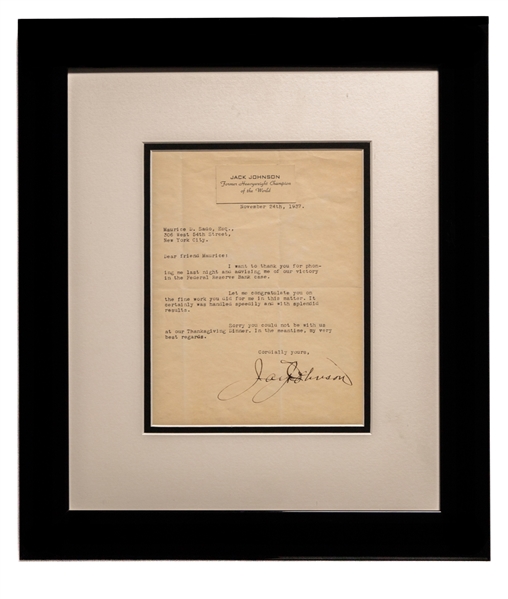 JACK JOHNSON
Former Heavyweight Champion
of the World
November 24th, 1937.
Maurice
West 54th Street,
New York City.
Dear friend Maurice:
I want to thank you for phon-
ing me last night and advising me of our victory
in the Federal Reserve Bank case.
Let me congratulate you on
the fine work you did for me in this matter. It
certainly was handled speedily and with splendid
results.
Sorry you could not be with us
at our Thanksgiving dinner. In the meantime, my very
best regards.
Cordially yours,
Jack Johnson